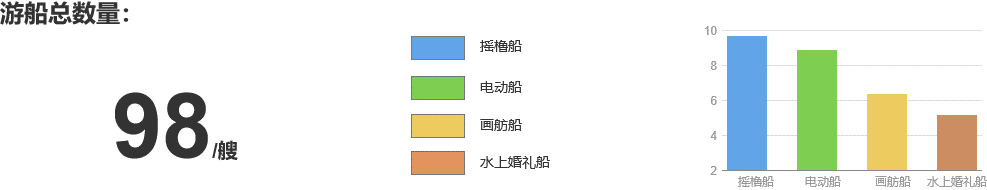 游船总数量：
98/艘
摇橹船
电动船
画舫船
水上婚礼船
10
8
6
4
2
摇橹船 电动船 画舫船 水上婚礼船